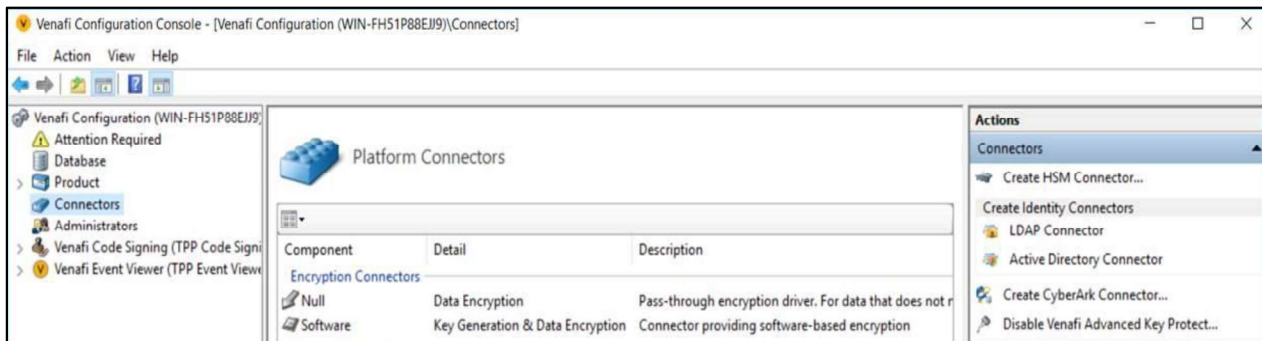 Venafi Configuration Console - [Venafi Configuration (WIN-FH51P88EJJ9)\Connectors]
File Action View Help
Venafi Configuration (WIN-FH51P88EJJ9)
Attention Required
Database
Product
Connectors
Administrators
Venafi Code Signing (TPP Code Signi
Venafi Event Viewer (TPP Event Viewe
Platform Connectors
Component Detail Description
Encryption Connectors
Null Data Encryption Pass-through encryption driver. For data that does not r
Software Key Generation & Data Encryption Connector providing software-based encryption
Actions
Connectors
Create HSM Connector...
Create Identity Connectors
LDAP Connector
Active Directory Connector
Create CyberArk Connector...
Disable Venafi Advanced Key Protect...